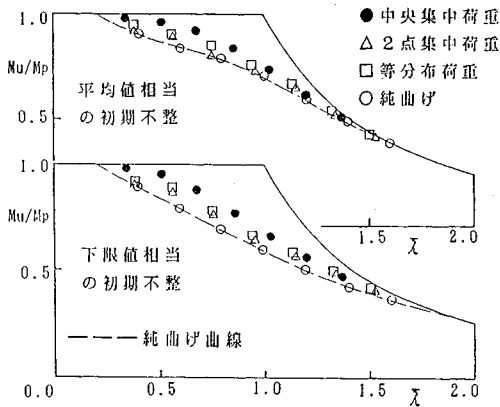 1.0
Mu/Mp
0.5
平均値相当
の初期不整
● 中央集中荷重
△ 2点集中荷重
□ 等分布荷重
○ 純曲げ
1.5
λ̄
2.0
1.0
Mu/Mp
0.5
下限値相当
の初期不整
純曲げ曲線
0.0
0.5
1.0
1.5
λ̄
2.0